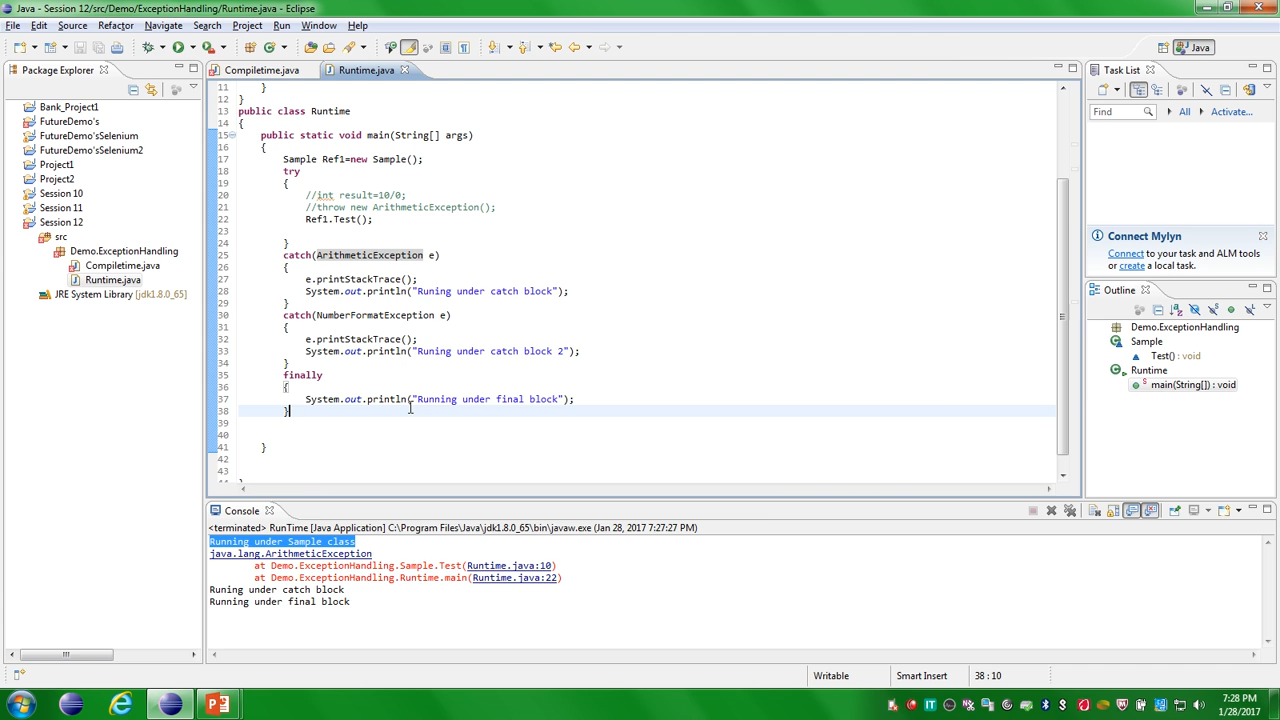 Java - Session 12/src/Demo/ExceptionHandling/Runtime.java - Eclipse
File Edit Source Refactor Navigate Search Project Run Window Help
Java
Package Explorer
Bank_Project1
FutureDemo's
FutureDemo'sSelenium
FutureDemo'sSelenium2
Project1
Project2
Session 10
Session 11
Session 12
src
Demo.ExceptionHandling
Compiletime.java
Runtime.java
JRE System Library [jdk1.8.0_65]
Compiletime.java Runtime.java
11 }
12 }
13 public class Runtime
14 {
15 public static void main(String[] args)
16 {
17 Sample Ref1=new Sample();
18 try
19 {
20 //int result=10/0;
21 //throw new ArithmeticException();
22 Ref1.Test();
23
24 }
25 catch(ArithmeticException e)
26 {
27 e.printStackTrace();
28 System.out.println("Runing under catch block");
29 }
30 catch(NumberFormatException e)
31 {
32 e.printStackTrace();
33 System.out.println("Runing under catch block 2");
34 }
35 finally
36 {
37 System.out.println("Running under final block");
38 }
39
40
41 }
42
43
Task List
Find All Activate...
Connect Mylyn
Connect to your task and ALM tools
or create a local task.
Outline
Demo.ExceptionHandling
Sample
Test() : void
Runtime
main(String[]) : void
Console
<terminated> RunTime [Java Application] C:\Program Files\Java\jdk1.8.0_65\bin\javaw.exe (Jan 28, 2017 7:27:27 PM)
Running under Sample class
java.lang.ArithmeticException
at Demo.ExceptionHandling.Sample.Test(Runtime.java:10)
at Demo.ExceptionHandling.Runtime.main(Runtime.java:22)
Runing under catch block
Running under final block
Writable Smart Insert 38 : 10
7:28 PM
1/28/2017